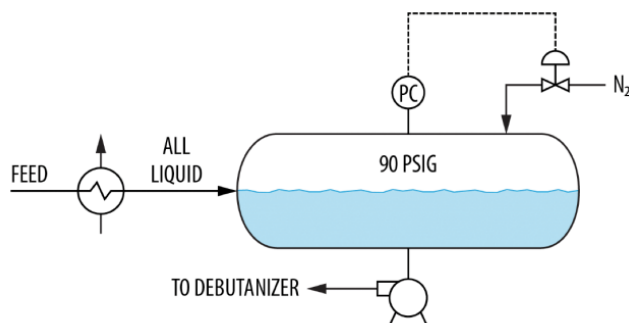 PC
N₂
ALL
FEED
LIQUID
90 PSIG
TO DEBUTANIZER